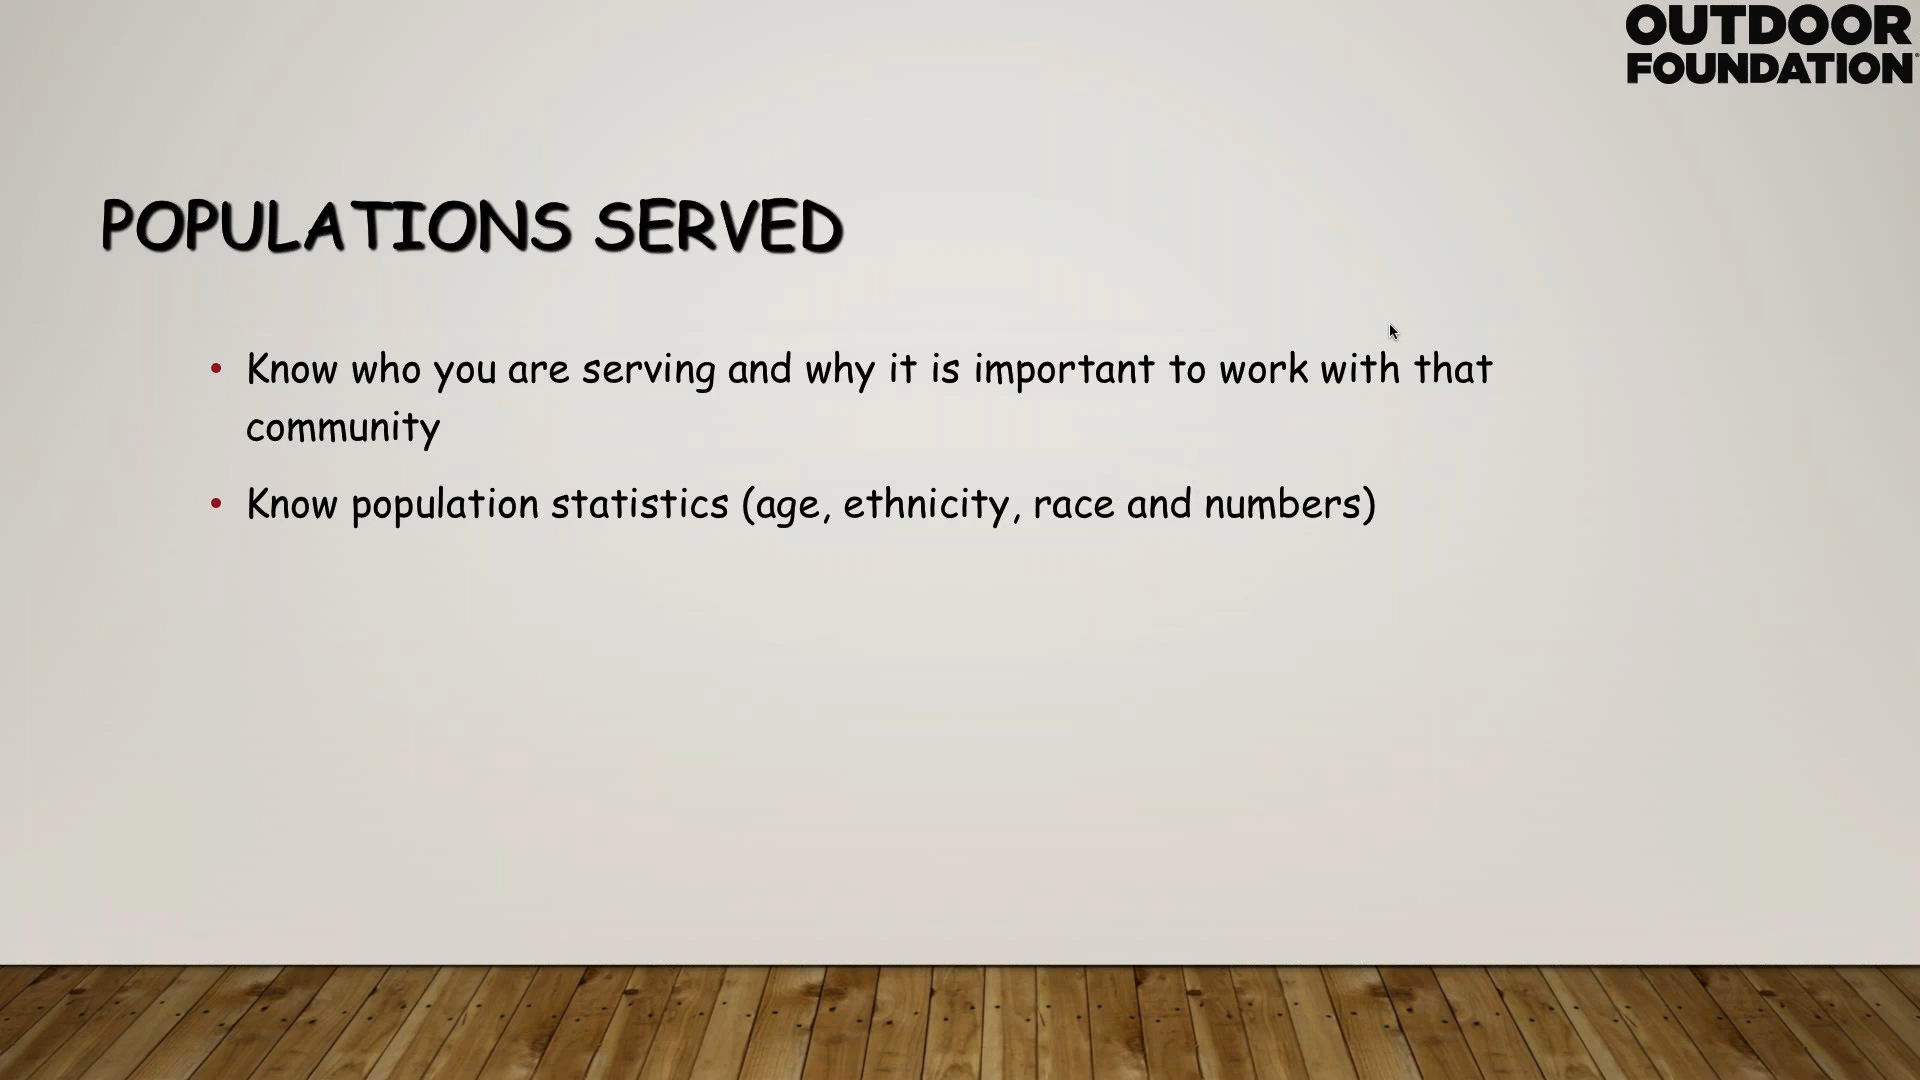 OUTDOOR
FOUNDATION
POPULATIONS SERVED
• Know who you are serving and why it is important to work with that
community
• Know population statistics (age, ethnicity, race and numbers)